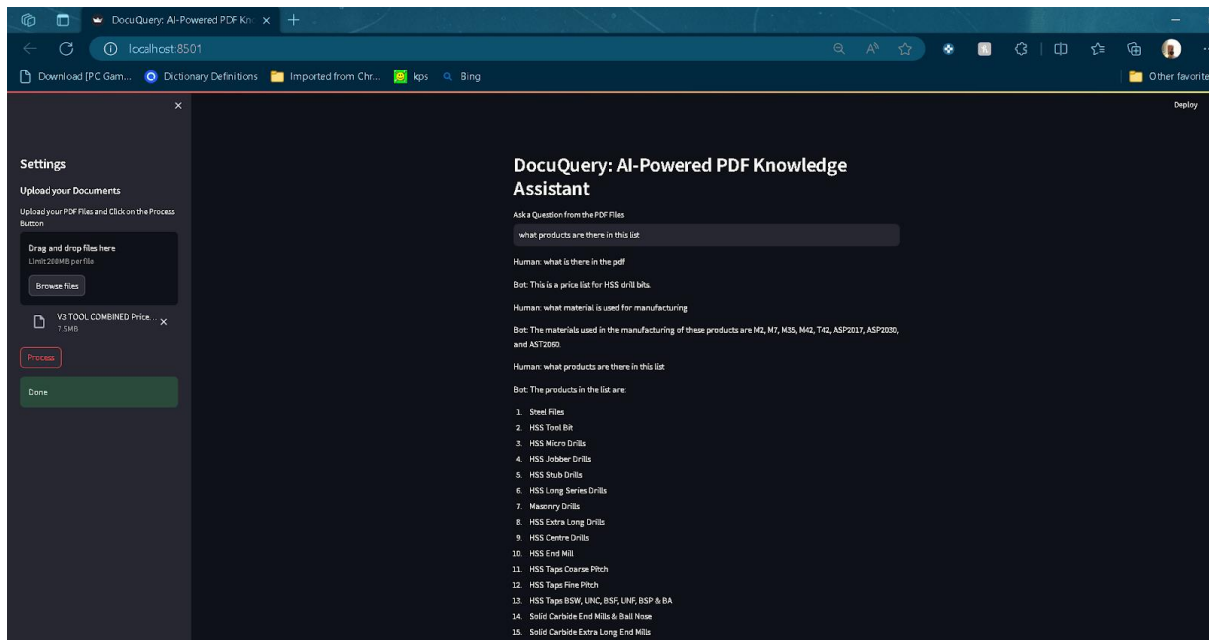 DocuQuery: AI-Powered PDF Kn
localhost:8501
Download [PC Gam...
Dictionary Definitions
Imported from Chr...
kps
Bing
Other favorite
Deploy
Settings
Upload your Documents
Upload your PDF Files and Click on the Process
Button
Drag and drop files here
Limit 200MB per file
Browse files
V3 TOOL COMBINED Price...
7.5MB
Process
Done
DocuQuery: AI-Powered PDF Knowledge
Assistant
Ask a Question from the PDF Files
what products are there in this list
Human: what is there in the pdf
Bot: This is a price list for HSS drill bits.
Human: what material is used for manufacturing
Bot: The materials used in the manufacturing of these products are M2, M7, M35, M42, T42, ASP2017, ASP2030,
and AST2060.
Human: what products are there in this list
Bot: The products in the list are:
1. Steel Files
2. HSS Tool Bit
3. HSS Micro Drills
4. HSS Jobber Drills
5. HSS Stub Drills
6. HSS Long Series Drills
7. Masonry Drills
8. HSS Extra Long Drills
9. HSS Centre Drills
10. HSS End Mill
11. HSS Taps Coarse Pitch
12. HSS Taps Fine Pitch
13. HSS Taps BSW, UNC, BSF, UNF, BSP & BA
14. Solid Carbide End Mills & Ball Nose
15. Solid Carbide Extra Long End Mills